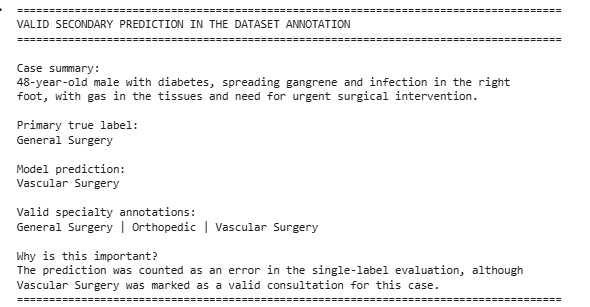 =====================================================================================
VALID SECONDARY PREDICTION IN THE DATASET ANNOTATION
=====================================================================================
Case summary:
48-year-old male with diabetes, spreading gangrene and infection in the right
foot, with gas in the tissues and need for urgent surgical intervention.
Primary true label:
General Surgery
Model prediction:
Vascular Surgery
Valid specialty annotations:
General Surgery | Orthopedic | Vascular Surgery
Why is this important?
The prediction was counted as an error in the single-label evaluation, although
Vascular Surgery was marked as a valid consultation for this case.
=====================================================================================